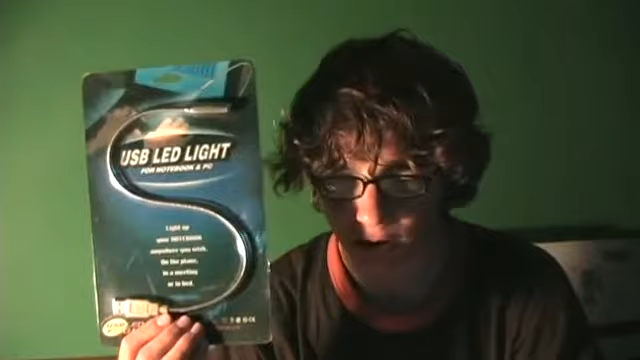 USB LED LIGHT
FOR NOTEBOOK & PC
Light up
your NOTEBOOK
anywhere you wish.
On the plane,
in a meeting
or in bed.
USB